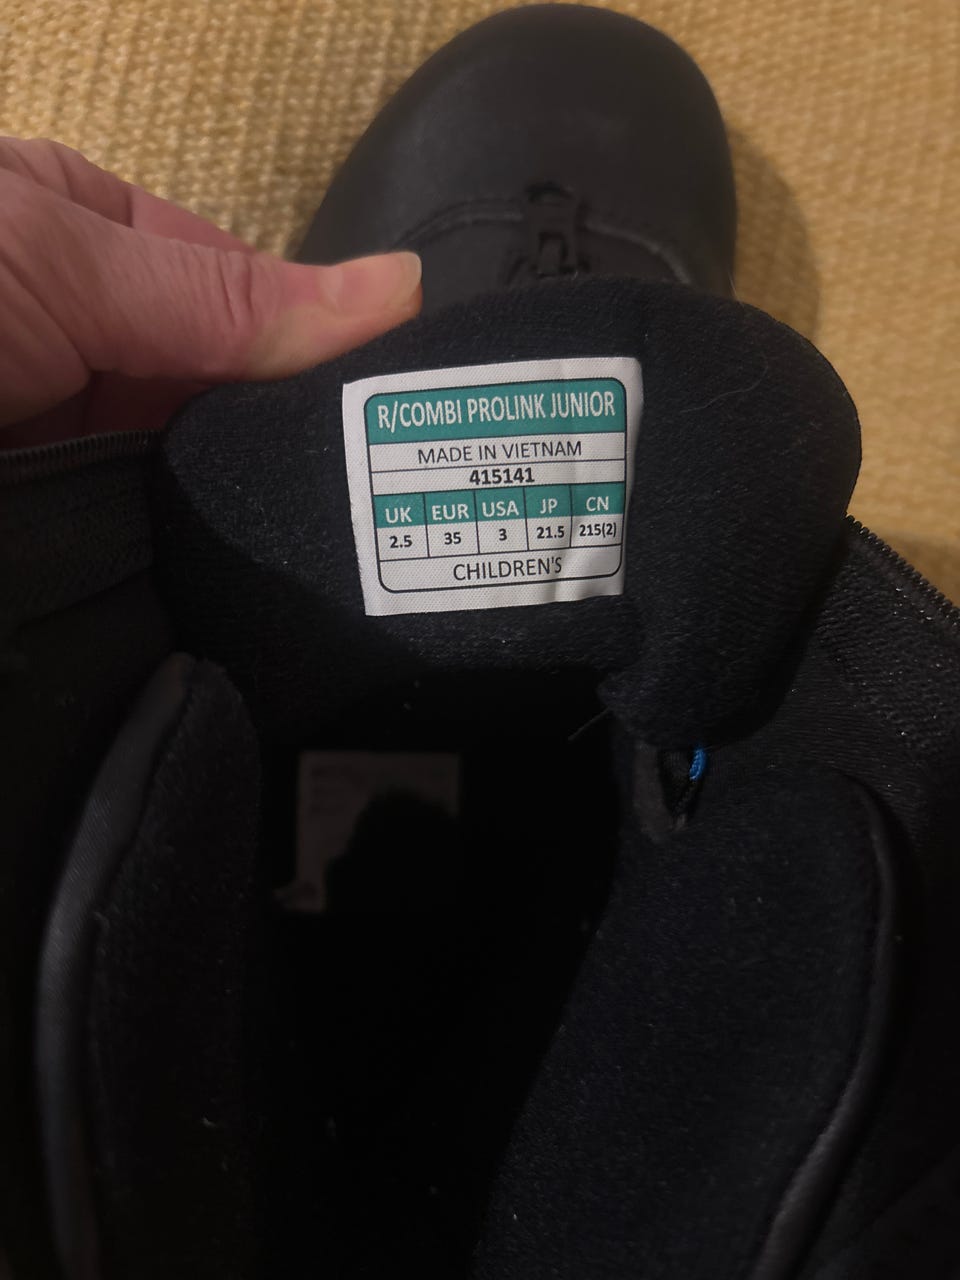 R/COMBI PROLINK JUNIOR
MADE IN VIETNAM
415141
UK EUR USA JP CN
2.5 35 3 21.5 215(2)
CHILDREN'S